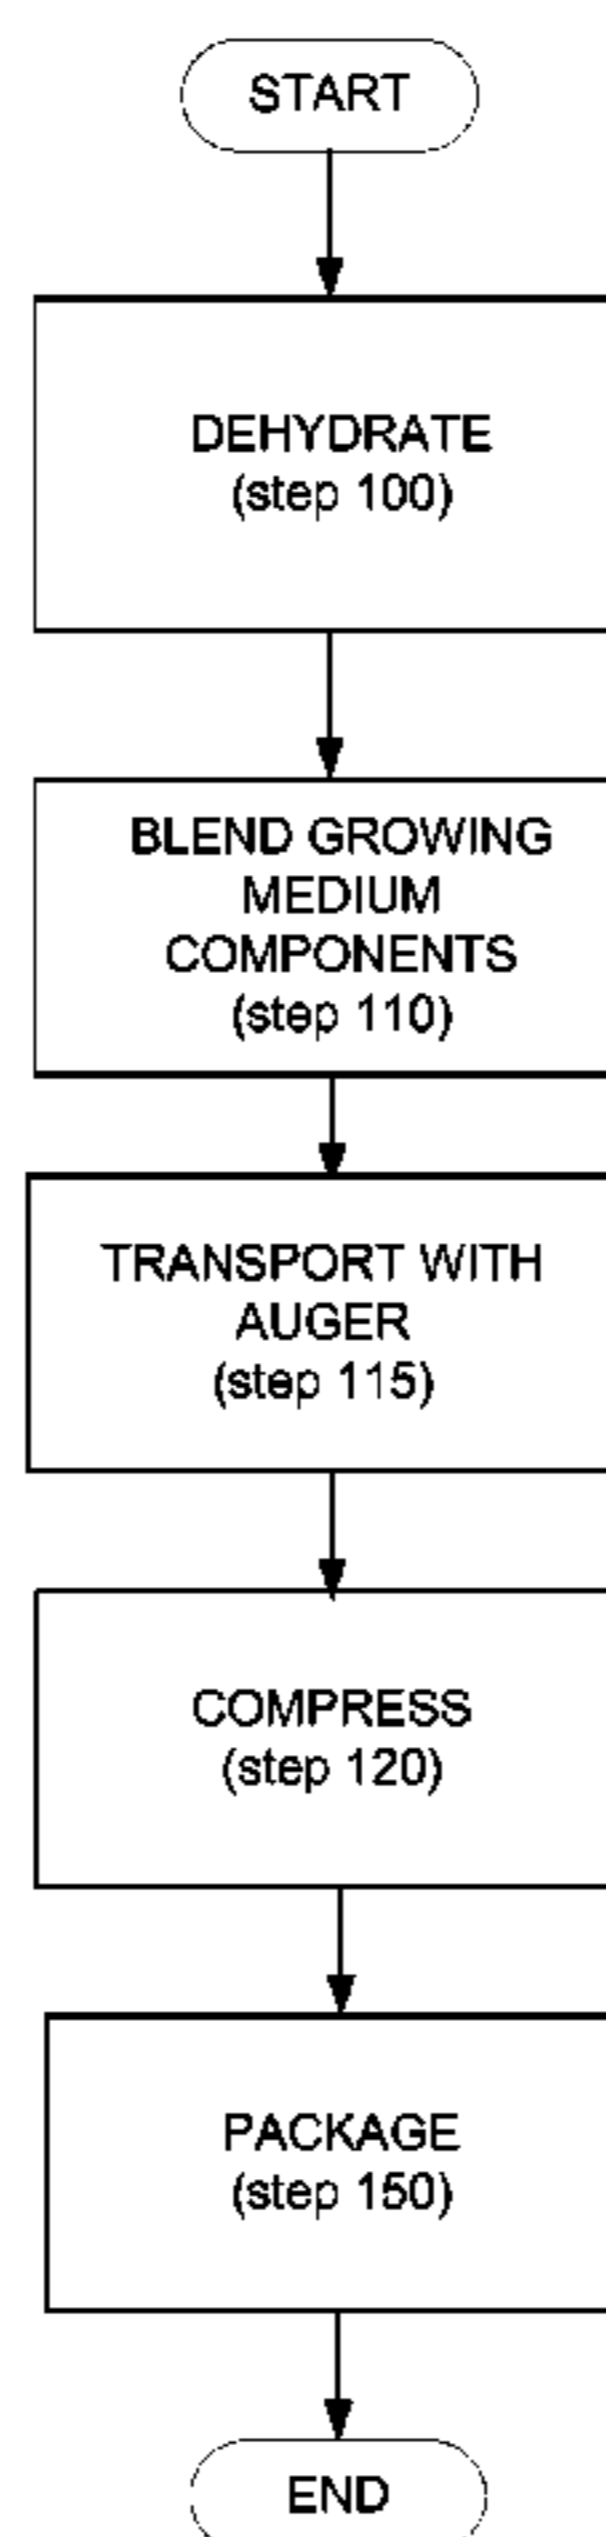 START
DEHYDRATE
(step 100)
BLEND GROWING
MEDIUM
COMPONENTS
(step 110)
TRANSPORT WITH
AUGER
(step 115)
COMPRESS
(step 120)
PACKAGE
(step 150)
END